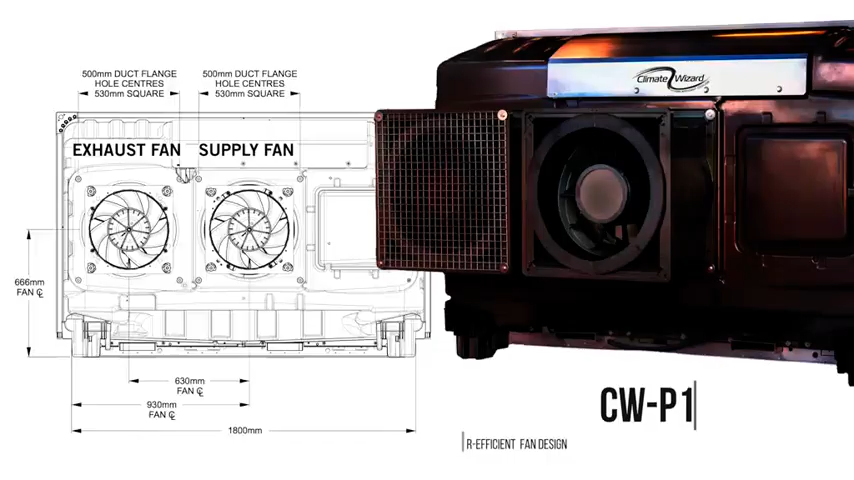 500mm DUCT FLANGE
HOLE CENTRES
530mm SQUARE
500mm DUCT FLANGE
HOLE CENTRES
530mm SQUARE
EXHAUST FAN
SUPPLY FAN
666mm
FAN ℄
630mm
FAN ℄
930mm
FAN ℄
1800mm
Climate Wizard
CW-P1
R-EFFICIENT FAN DESIGN